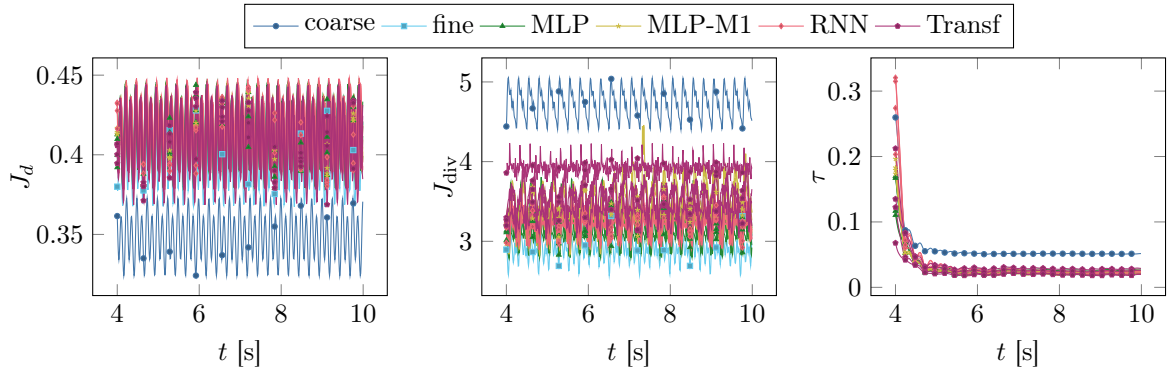 coarse fine MLP MLP-M1 RNN Transf
0.45
0.4
0.35
J_d
4 6 8 10
t [s]
5
4
3
J_div
4 6 8 10
t [s]
0.3
0.2
0.1
0
τ
4 6 8 10
t [s]